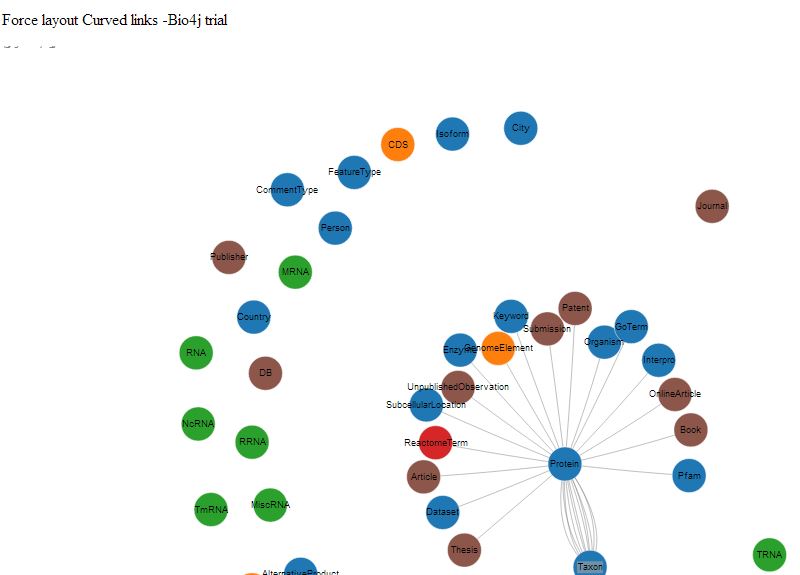 Force layout Curved links -Bio4j trial
City
Isoform
CDS
FeatureType
CommentType
Journal
Person
Publisher
MRNA
Patent
Keyword
Country
GoTerm
Submission
Organism
GenomeElement
Enzyme
RNA
Interpro
DB
UnpublishedObservation
OnlineArticle
SubcellularLocation
NcRNA
Book
RRNA
ReactomeTerm
Protein
Article
Pfam
MiscRNA
TmRNA
Dataset
Thesis
TRNA
Taxon
AlternativeProduct